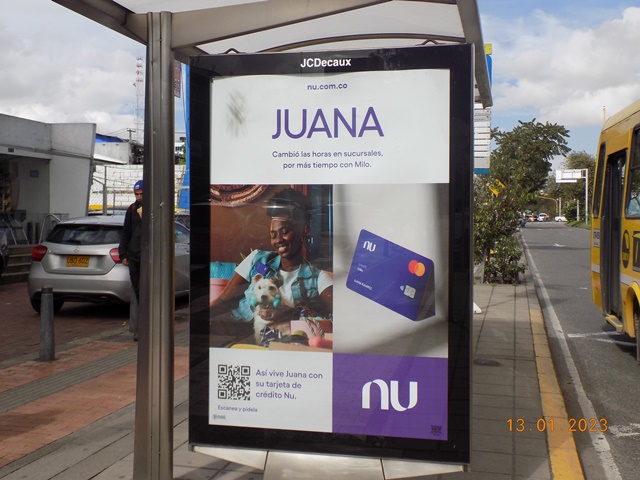 JCDecaux
nu.com.co
JUANA
Cambió las horas en sucursales,
por más tiempo con Milo.
nu
Así vive Juana con
su tarjeta de
crédito Nu.
Escanea y pídela
nu
13 01 2023